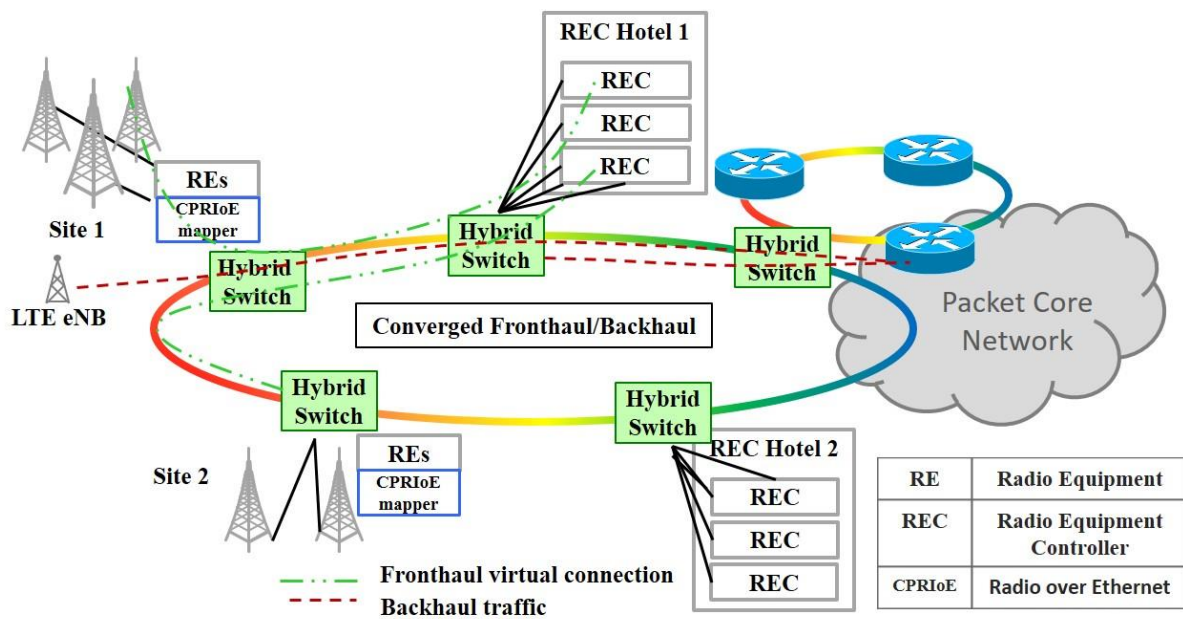 REC Hotel 1
REC
REC
REC
REs
CPRIoE
mapper
Site 1
LTE eNB
Hybrid
Switch
Hybrid
Switch
Hybrid
Switch
Packet Core
Network
Converged Fronthaul/Backhaul
Hybrid
Switch
Hybrid
Switch
Site 2
REs
CPRIoE
mapper
REC Hotel 2
REC
REC
REC
RE Radio Equipment
REC Radio Equipment
Controller
CPRIoE Radio over Ethernet
Fronthaul virtual connection
Backhaul traffic